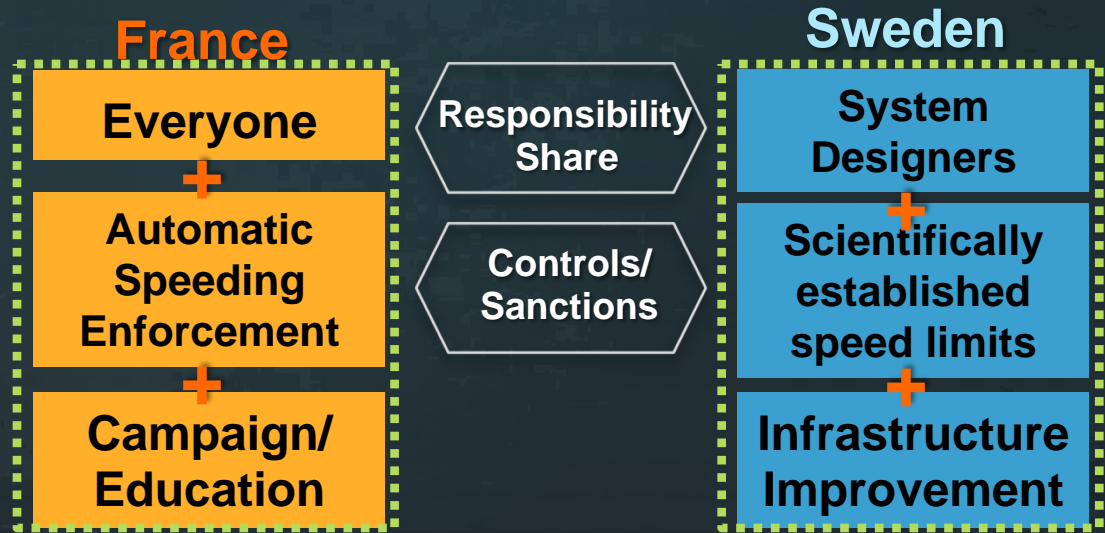 France
Everyone
+
Automatic
Speeding
Enforcement
+
Campaign/
Education
Responsibility
Share
Controls/
Sanctions
Sweden
System
Designers
+
Scientifically
established
speed limits
+
Infrastructure
Improvement